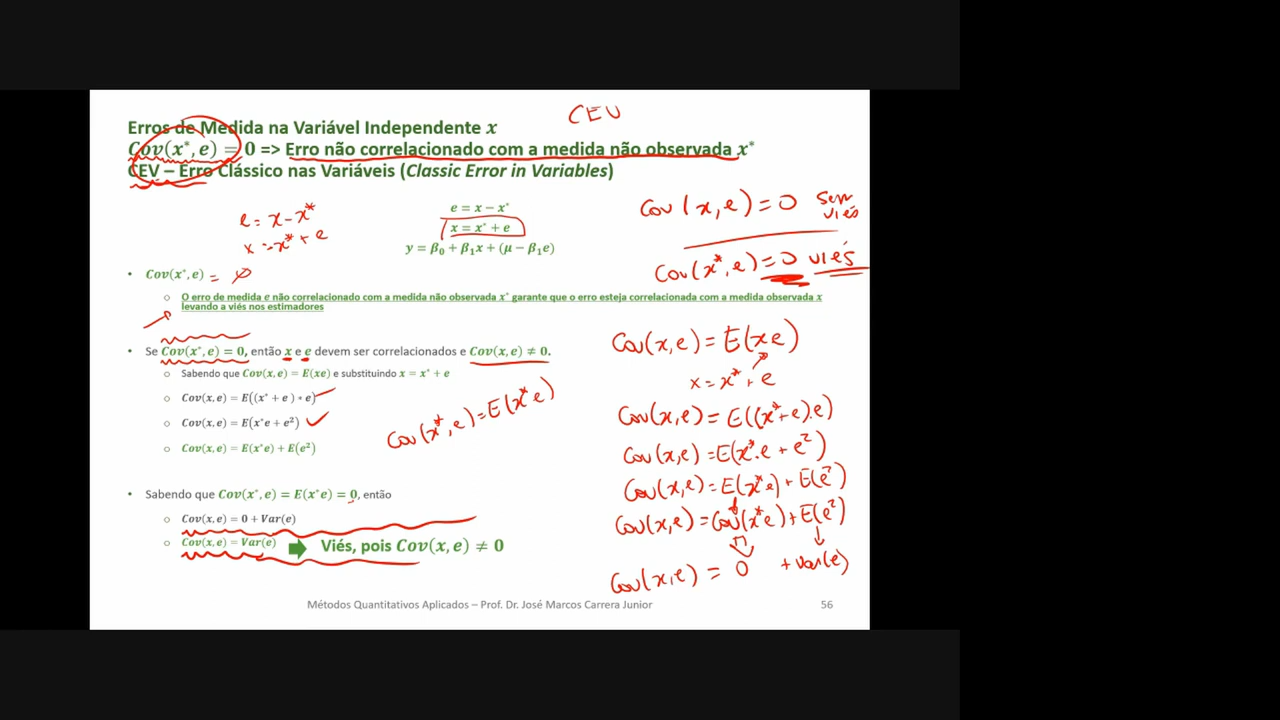 CEV
Erros de Medida na Variável Independente x
Cov(x*, e) = 0 => Erro não correlacionado com a medida não observada x*
CEV – Erro Clássico nas Variáveis (Classic Error in Variables)
e = x - x*
x = x* + e
e = x − x*
x = x* + e
y = β₀ + β₁x + (μ − β₁e)
Cov(x,e) = 0 sem viés
Cov(x*,e) = 0 viés
• Cov(x*, e) = 0
○ O erro de medida e não correlacionado com a medida não observada x* garante que o erro esteja correlacionada com a medida observada x
levando a viés nos estimadores
• Se Cov(x*, e) = 0, então x e e devem ser correlacionados e Cov(x, e) ≠ 0.
○ Sabendo que Cov(x, e) = E(xe) e substituindo x = x* + e
○ Cov(x, e) = E((x* + e) * e)
○ Cov(x, e) = E(x*e + e²)
○ Cov(x, e) = E(x*e) + E(e²)
Cov(x*,e) = E(x*e)
• Sabendo que Cov(x*, e) = E(x*e) = 0, então
○ Cov(x, e) = 0 + Var(e)
○ Cov(x, e) = Var(e)
Viés, pois Cov(x, e) ≠ 0
Cov(x,e) = E(xe)
x = x* + e
Cov(x,e) = E((x*+e).e)
Cov(x,e) = E(x*.e + e²)
Cov(x,e) = E(x*e) + E(e²)
Cov(x,e) = Cov(x*e) + E(e²)
Cov(x,e) = 0 + Var(e)
Métodos Quantitativos Aplicados – Prof. Dr. José Marcos Carrera Junior
56